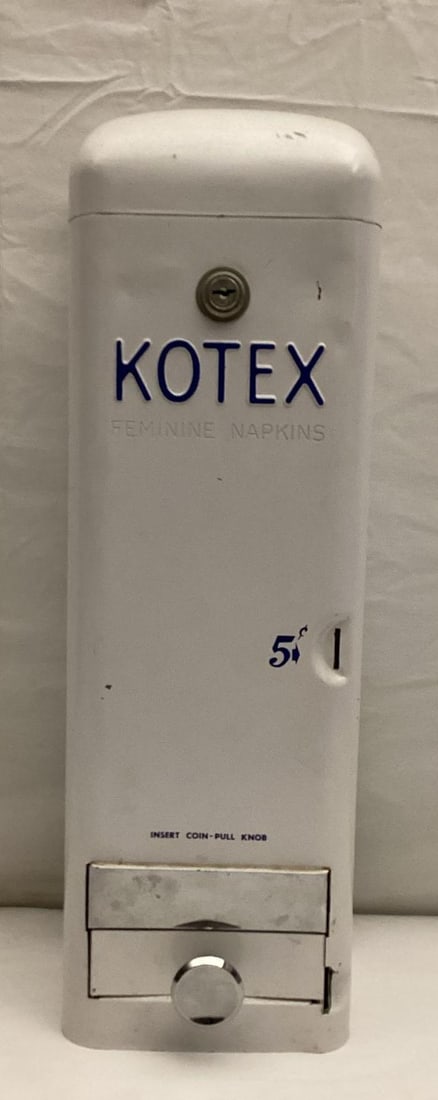 KOTEX
FEMININE NAPKINS
5¢
INSERT COIN-PULL KNOB